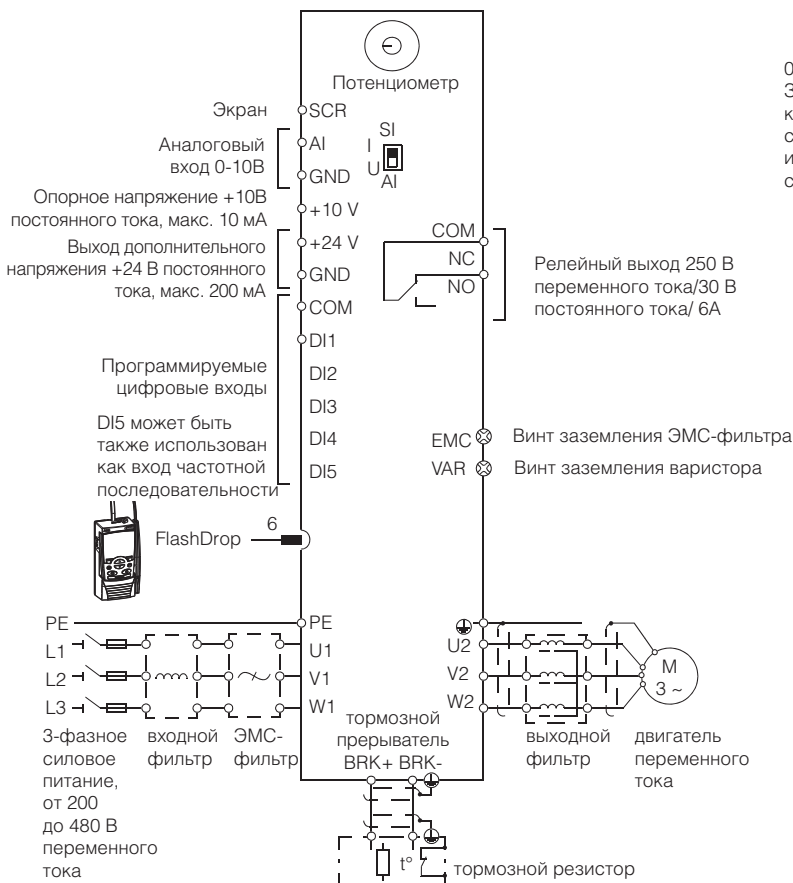 Потенциометр
Экран
SCR
Аналоговый
вход 0-10В
AI
GND
SI
I
U
AI
Опорное напряжение +10В
постоянного тока, макс. 10 мА
+10 V
Выход дополнительного
напряжения +24 В постоянного
тока, макс. 200 мА
+24 V
GND
COM
NC
NO
Релейный выход 250 В
переменного тока/30 В
постоянного тока/ 6А
COM
DI1
DI2
DI3
DI4
DI5
Программируемые
цифровые входы
DI5 может быть
также использован
как вход частотной
последовательности
EMC
Винт заземления ЭМС-фильтра
VAR
Винт заземления варистора
FlashDrop
6
PE
L1
L2
L3
PE
U1
V1
W1
U2
V2
W2
M
3 ~
3-фазное
силовое
питание,
от 200
до 480 В
переменного
тока
входной
фильтр
ЭМС-
фильтр
тормозной
прерыватель
BRK+ BRK-
выходной
фильтр
двигатель
переменного
тока
t°
тормозной резистор